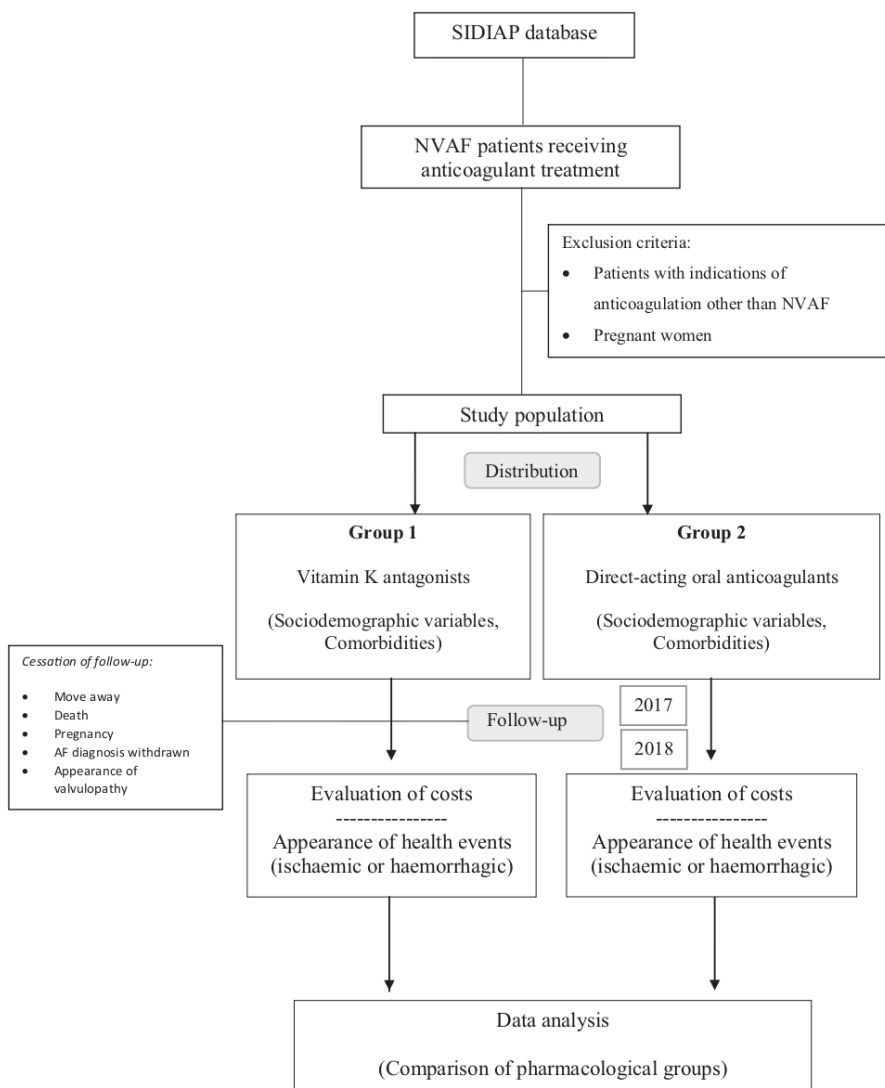 SIDIAP database
NVAF patients receiving
anticoagulant treatment
Exclusion criteria:
• Patients with indications of
anticoagulation other than NVAF
• Pregnant women
Study population
Distribution
Group 1
Vitamin K antagonists
(Sociodemographic variables,
Comorbidities)
Group 2
Direct-acting oral anticoagulants
(Sociodemographic variables,
Comorbidities)
Cessation of follow-up:
• Move away
• Death
• Pregnancy
• AF diagnosis withdrawn
• Appearance of
valvulopathy
Follow-up
2017
2018
Evaluation of costs
----------------
Appearance of health events
(ischaemic or haemorrhagic)
Evaluation of costs
----------------
Appearance of health events
(ischaemic or haemorrhagic)
Data analysis
(Comparison of pharmacological groups)